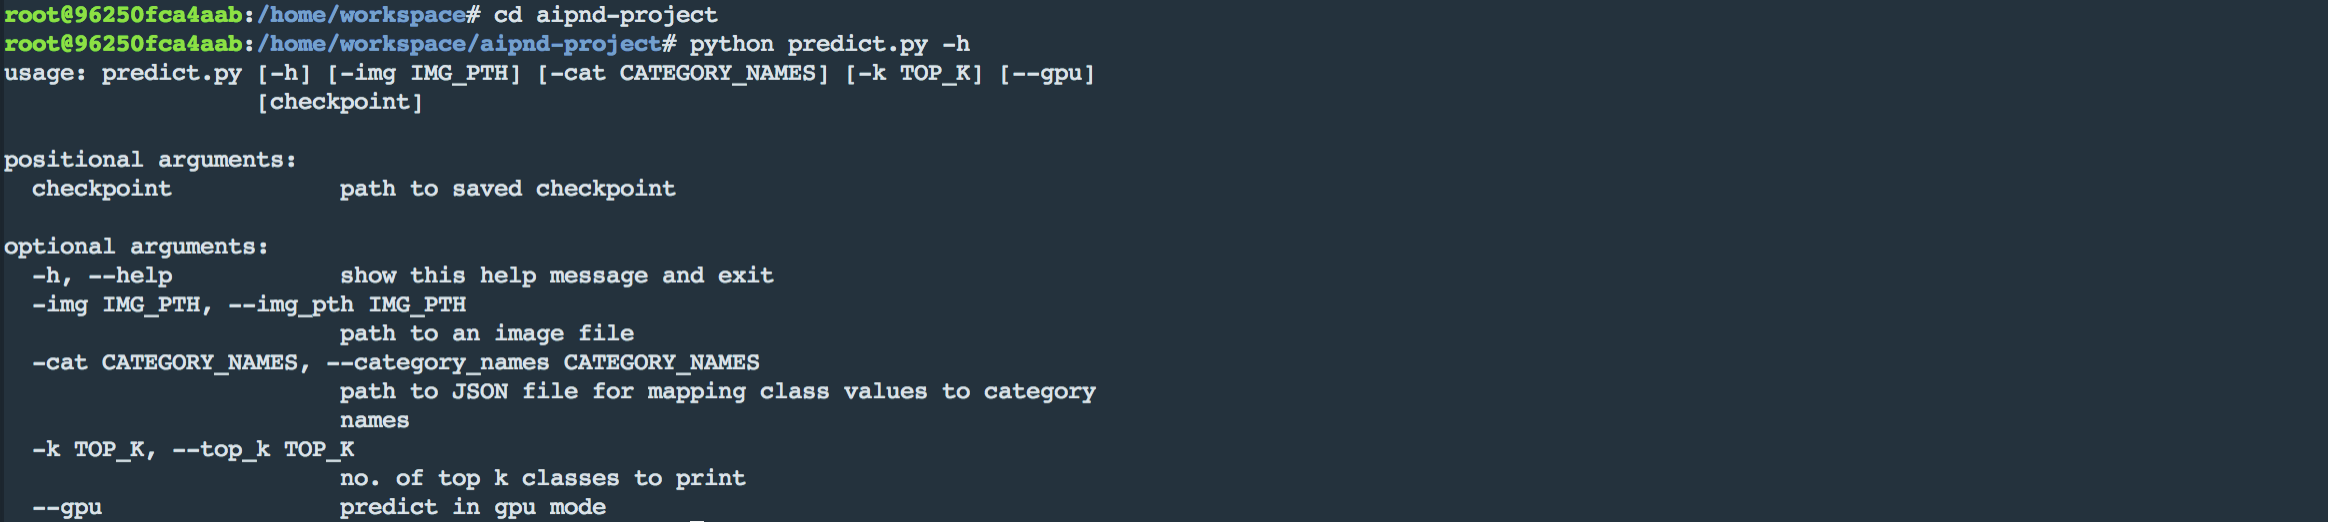 root@96250fca4aab:/home/workspace# cd aipnd-project
root@96250fca4aab:/home/workspace/aipnd-project# python predict.py -h
usage: predict.py [-h] [-img IMG_PTH] [-cat CATEGORY_NAMES] [-k TOP_K] [--gpu]
                  [checkpoint]

positional arguments:
  checkpoint            path to saved checkpoint

optional arguments:
  -h, --help            show this help message and exit
  -img IMG_PTH, --img_pth IMG_PTH
                        path to an image file
  -cat CATEGORY_NAMES, --category_names CATEGORY_NAMES
                        path to JSON file for mapping class values to category
                        names
  -k TOP_K, --top_k TOP_K
                        no. of top k classes to print
  --gpu                 predict in gpu mode